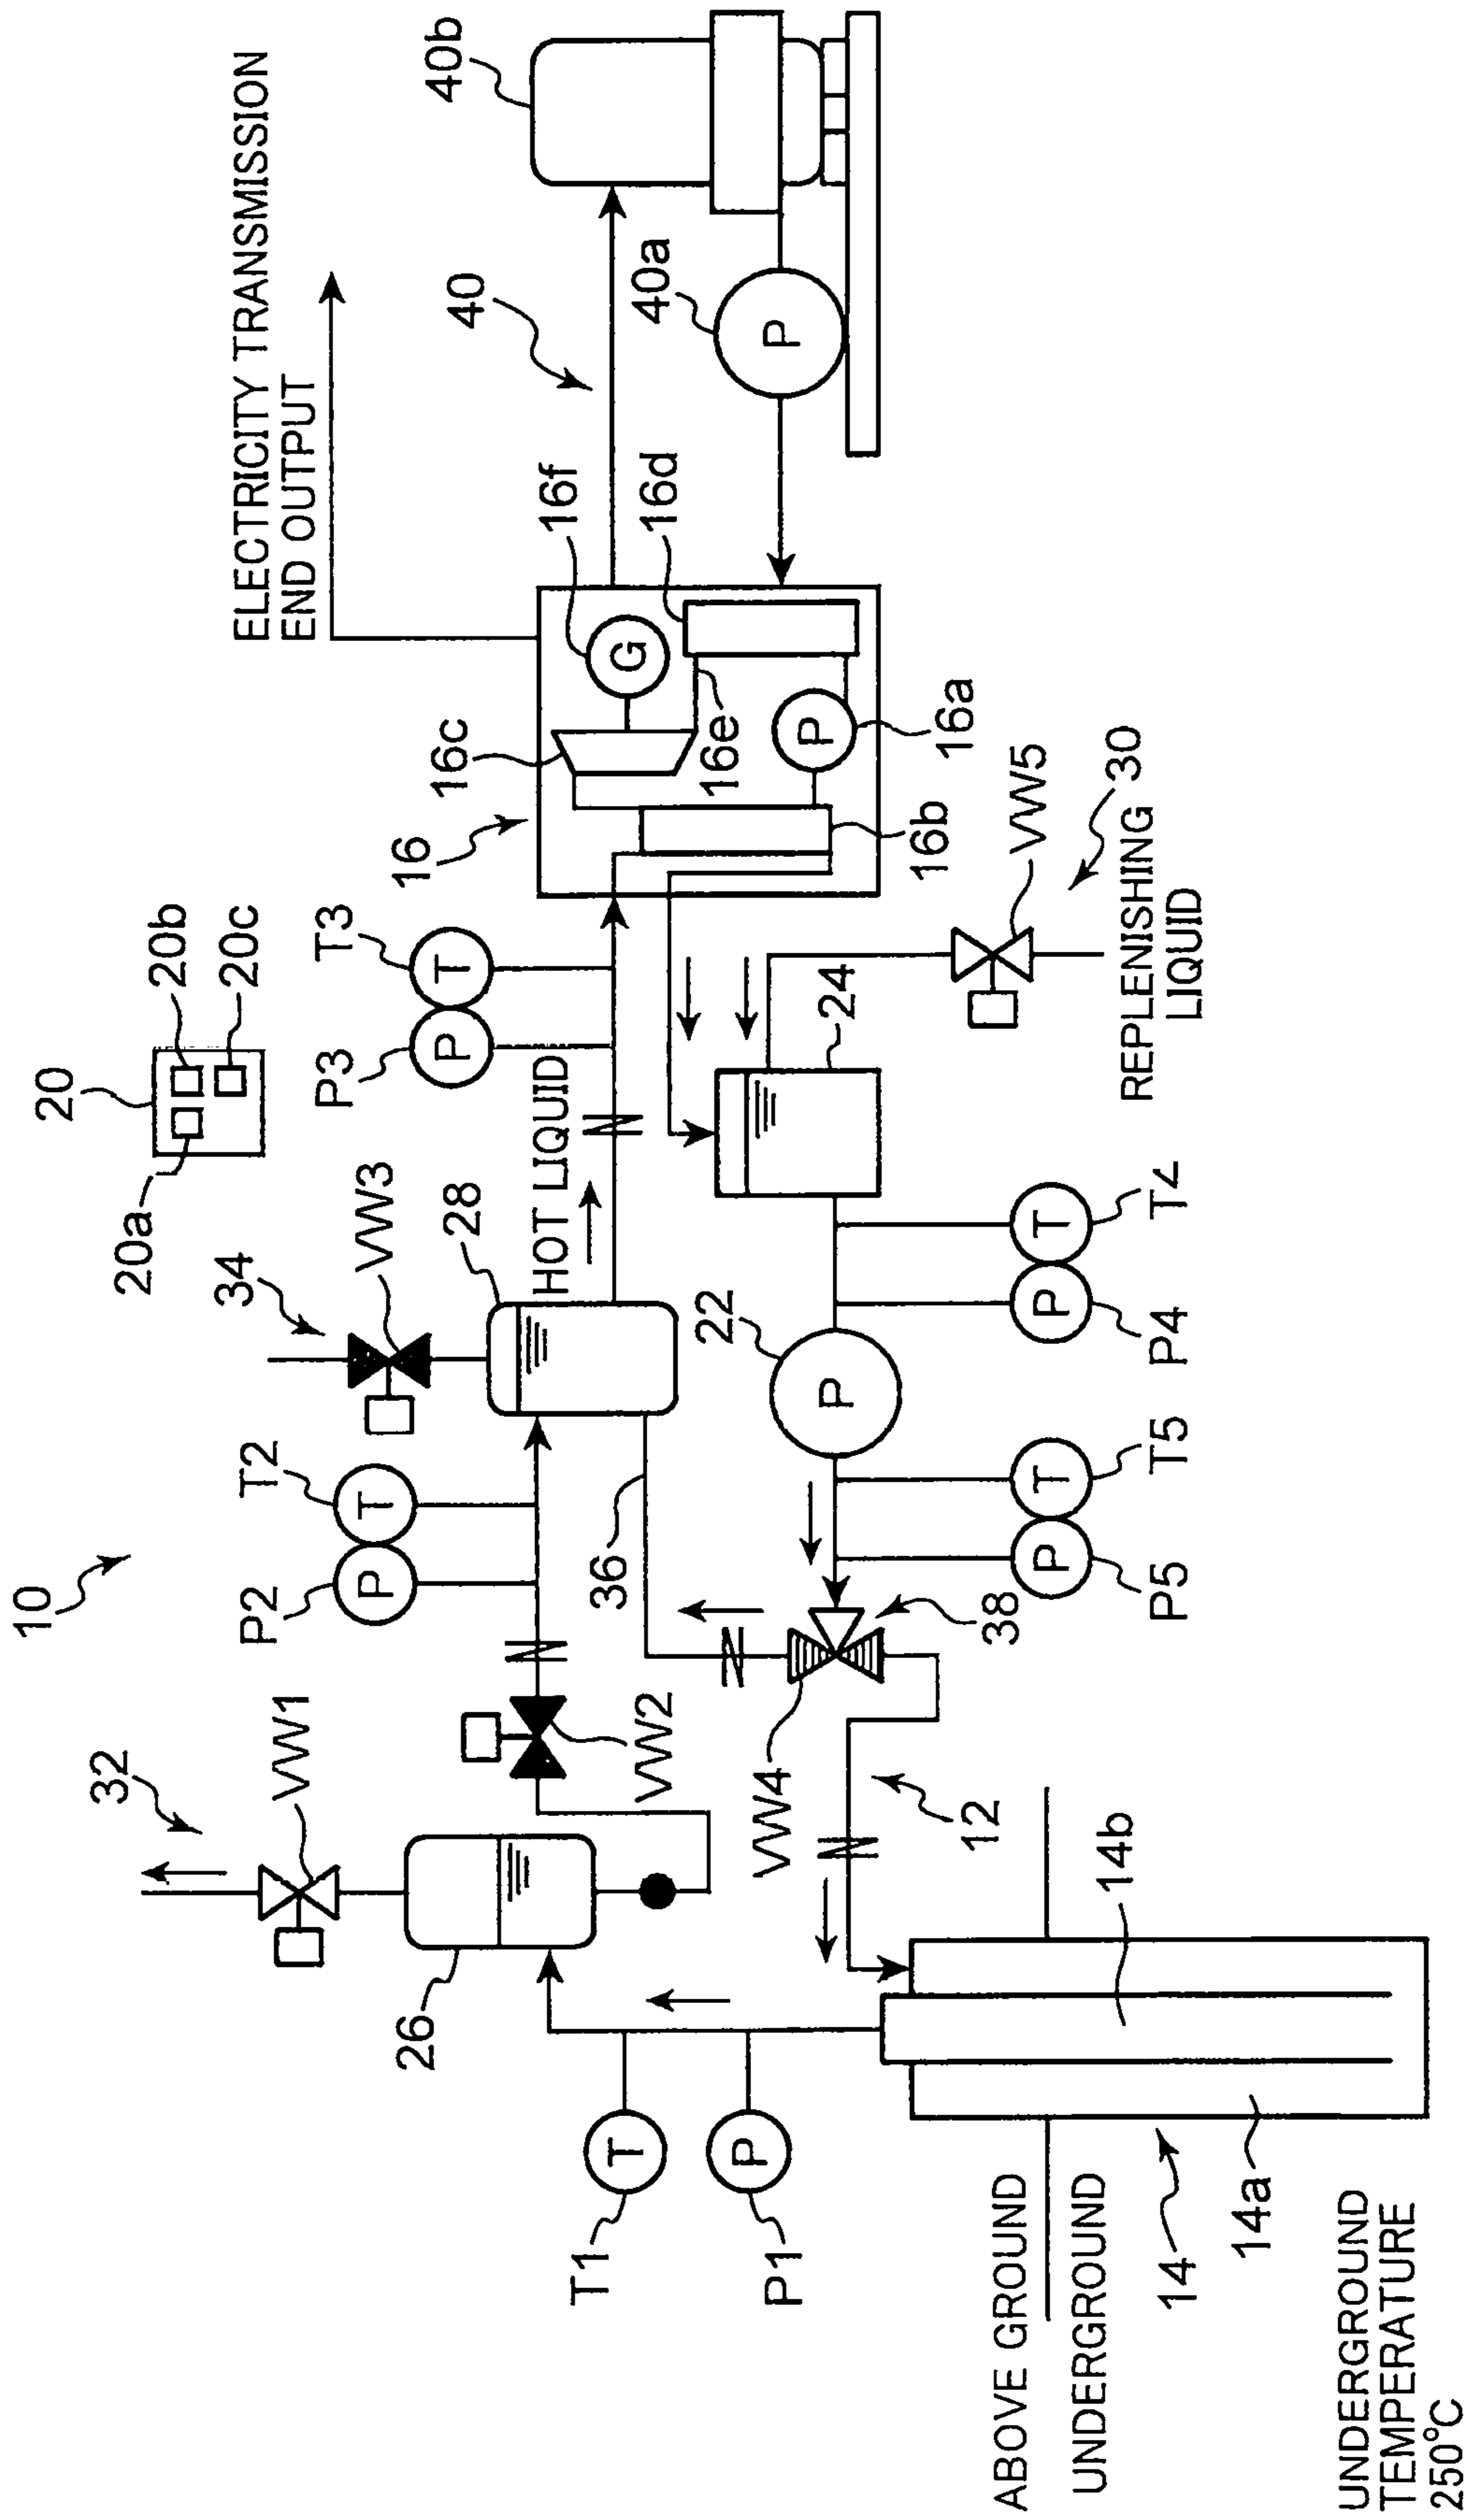 10
20
20a
20b
20c
32
VW1
34
VW3
ELECTRICITY TRANSMISSION
END OUTPUT
P2
T2
P
T
P3
T3
P
T
28
16
16c
16f
40
40b
26
VW2
36
HOT LIQUID
G
16d
40a
T1
T
P1
P
22
P
16e
P
P
VW4
38
24
16b
16a
12
P5
T5
P
T
P4
T4
P
T
VW5
30
REPLENISHING
LIQUID
14b
ABOVE GROUND
UNDERGROUND
14
14a
UNDERGROUND
TEMPERATURE
250°C